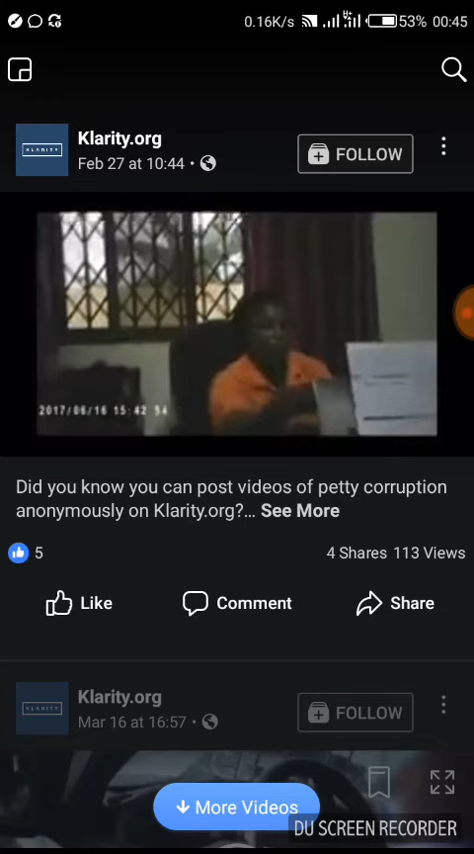 0.16K/s H+ 53% 00:45
Klarity.org
KLARITY
Feb 27 at 10:44 •
FOLLOW
2017/06/16 15:42 54
Did you know you can post videos of petty corruption
anonymously on Klarity.org?... See More
5
4 Shares 113 Views
Like Comment Share
Klarity.org
KLARITY
Mar 16 at 16:57 •
FOLLOW
More Videos
DU SCREEN RECORDER